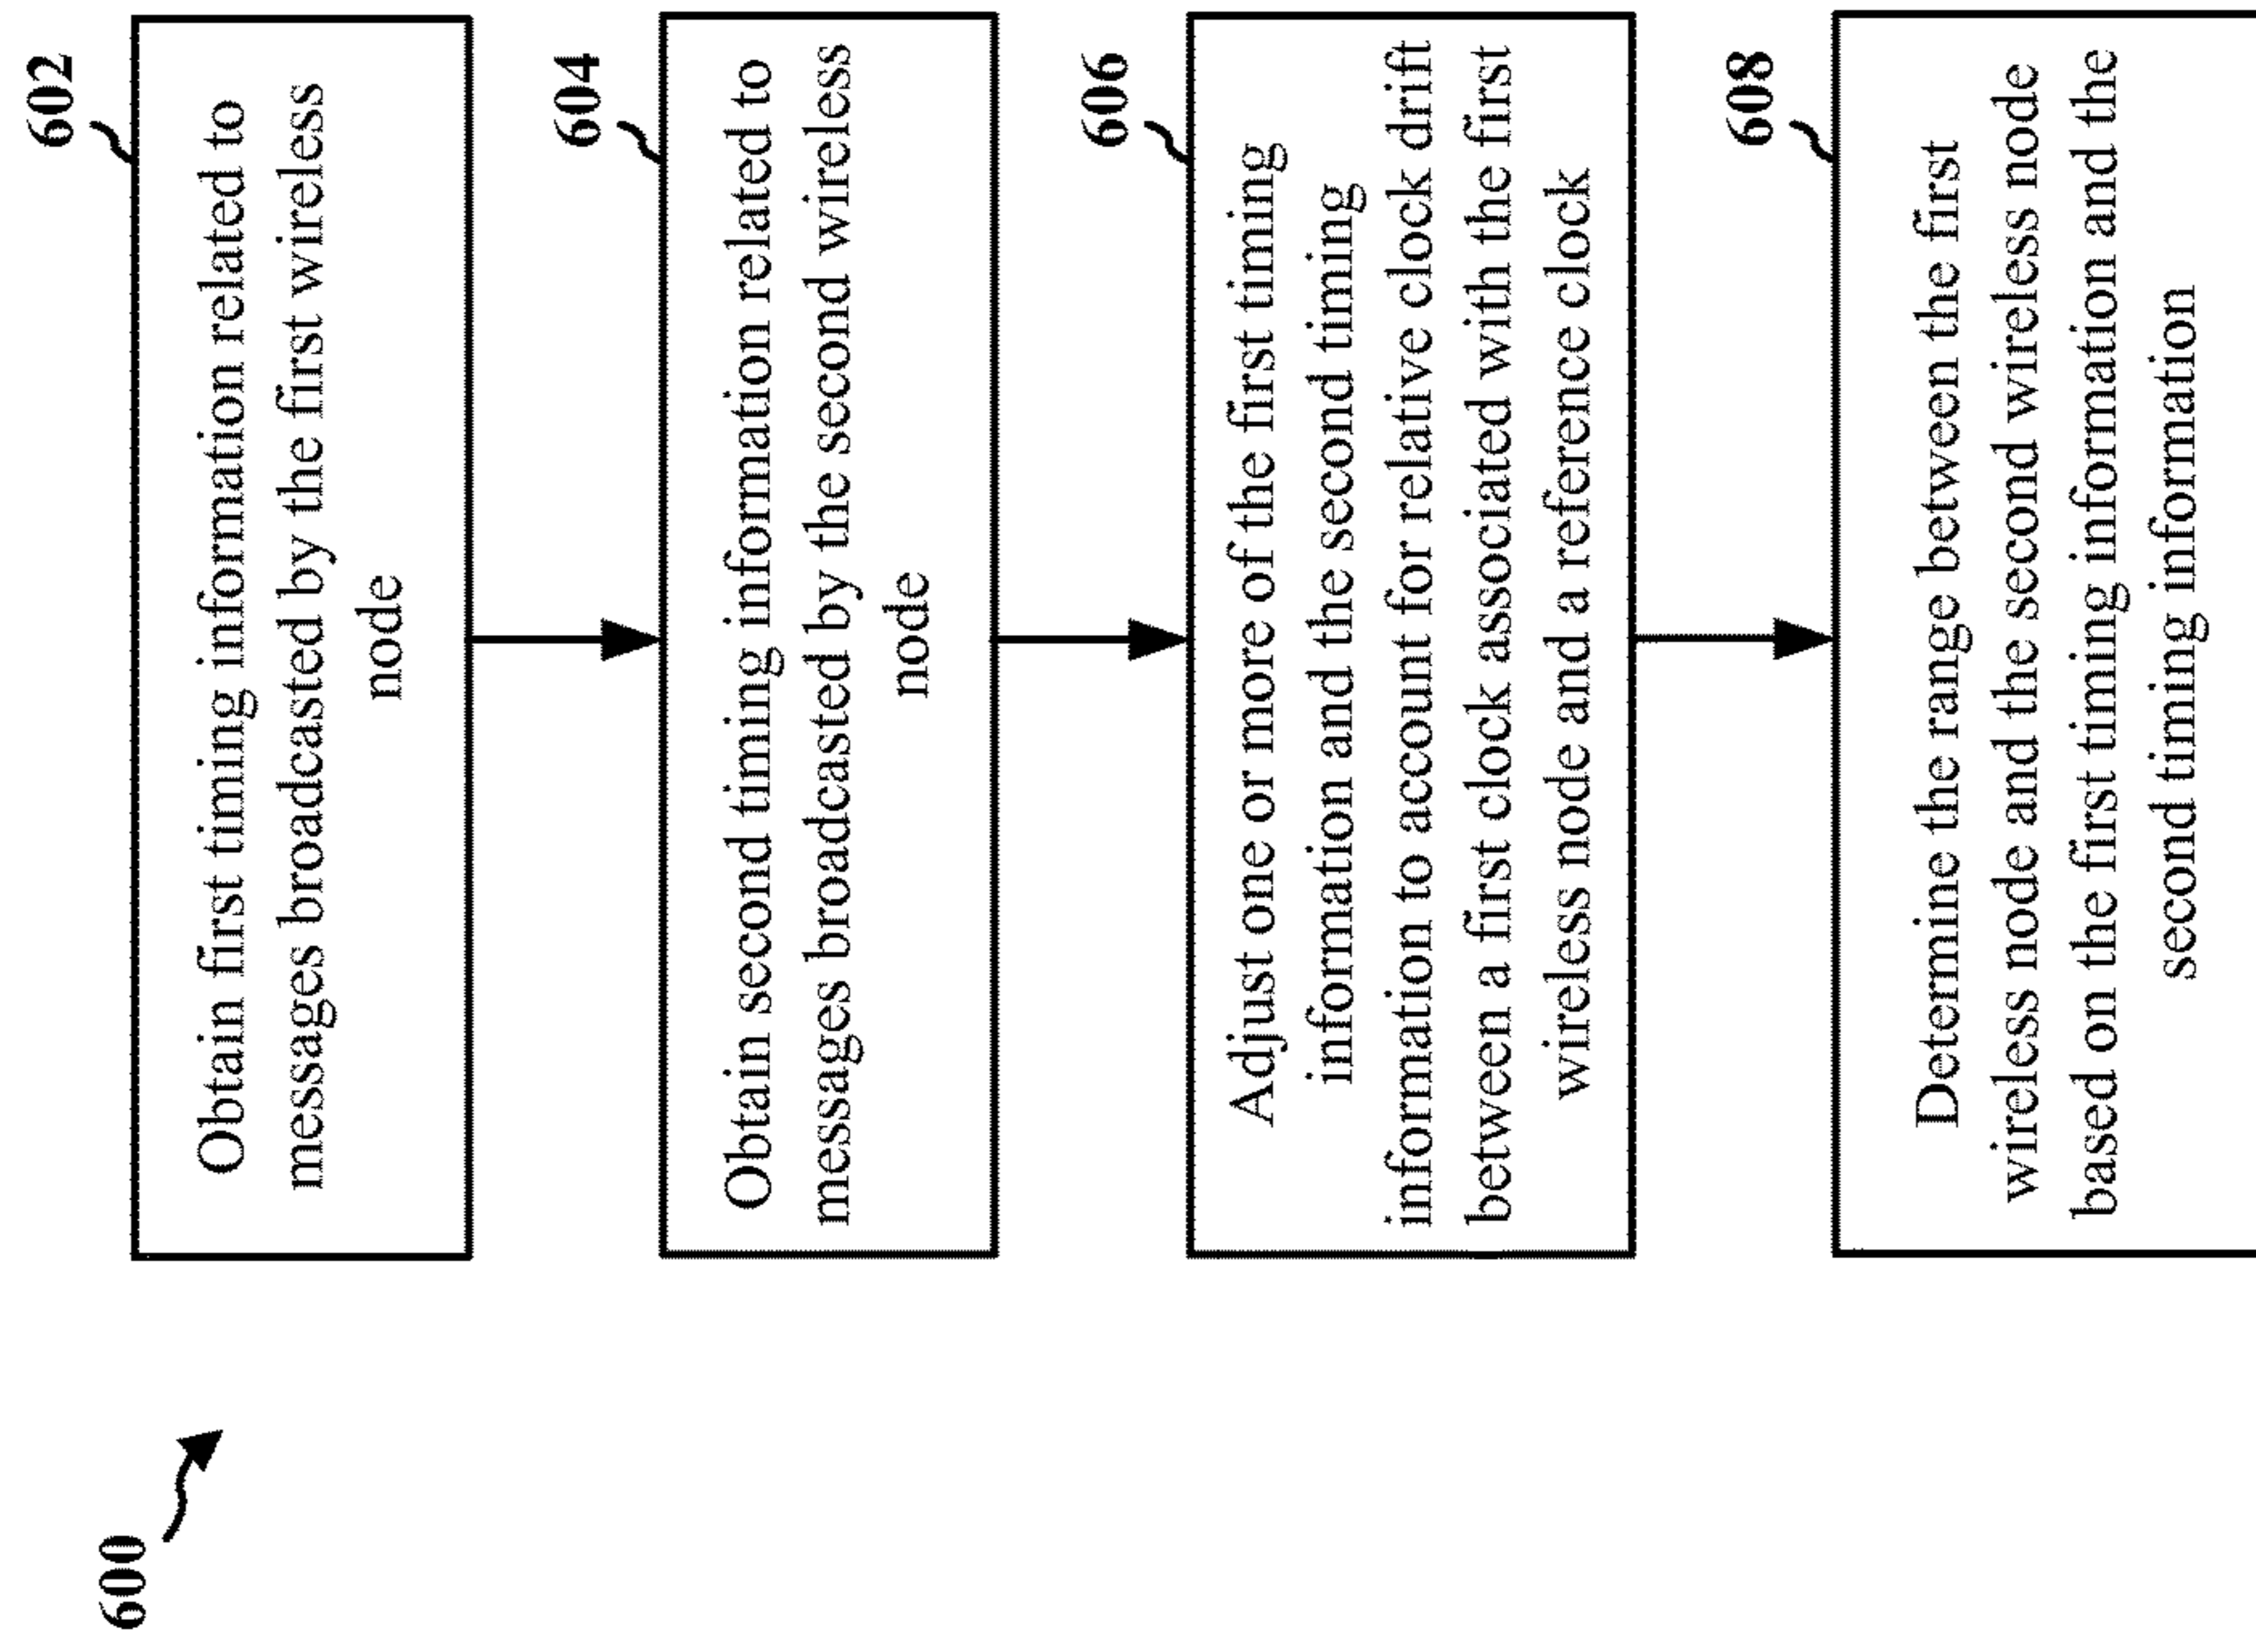 600
602
Obtain first timing information related to
messages broadcasted by the first wireless
node
604
Obtain second timing information related to
messages broadcasted by the second wireless
node
606
Adjust one or more of the first timing
information and the second timing
information to account for relative clock drift
between a first clock associated with the first
wireless node and a reference clock
608
Determine the range between the first
wireless node and the second wireless node
based on the first timing information and the
second timing information